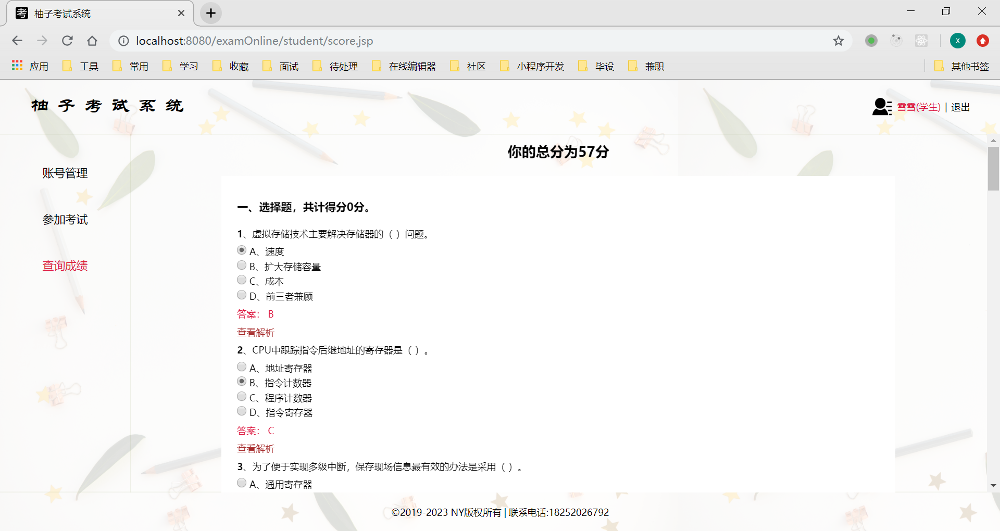 考 柚子考试系统
localhost:8080/examOnline/student/score.jsp
X
应用 工具 常用 学习 收藏 面试 待处理 在线编辑器 社区 小程序开发 毕设 兼职 其他书签
柚子考试系统
雪雪(学生) | 退出
账号管理
参加考试
查询成绩
你的总分为57分
一、选择题，共计得分0分。
1、虚拟存储技术主要解决存储器的（ ）问题。
A、速度
B、扩大存储容量
C、成本
D、前三者兼顾
答案： B
查看解析
2、CPU中跟踪指令后继地址的寄存器是（ ）。
A、地址寄存器
B、指令计数器
C、程序计数器
D、指令寄存器
答案： C
查看解析
3、为了便于实现多级中断，保存现场信息最有效的办法是采用（ ）。
A、通用寄存器
©2019-2023 NY版权所有 | 联系电话:18252026792